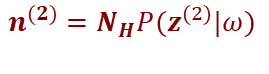 n^{(2)} = N_H P(z^{(2)}|ω)